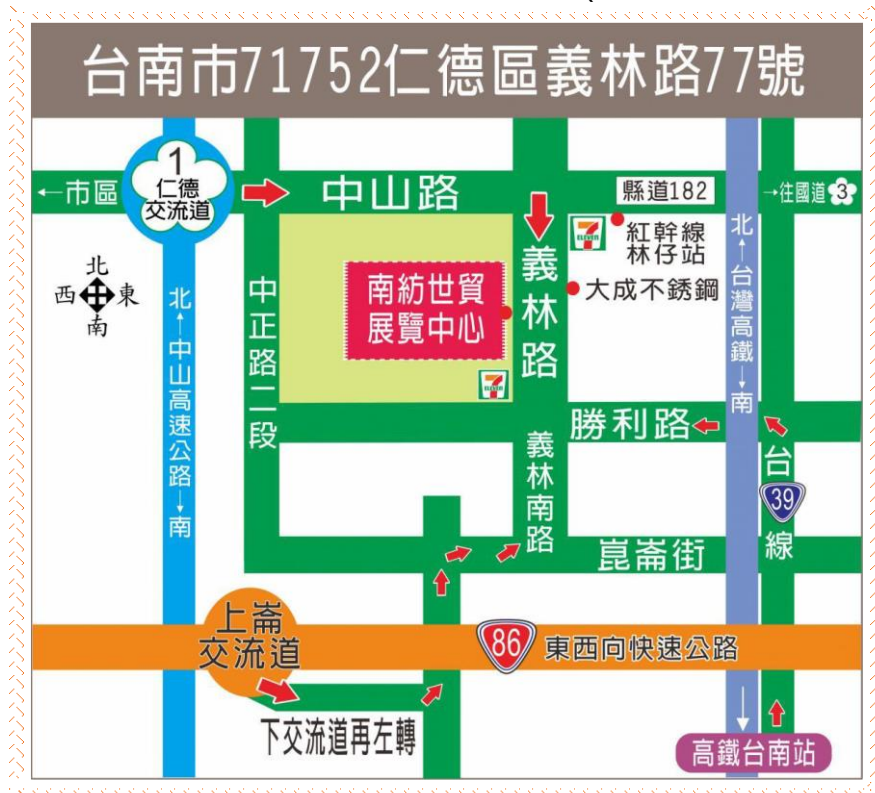 台南市71752仁德區義林路77號
←市區
1
仁德
交流道
中山路
縣道182
→往國道3
7
ELEVEN
紅幹線
林仔站
大成不銹鋼
北
西 東
南
北←中山高速公路→南
中正路二段
南紡世貿
展覽中心
7
ELEVEN
義林路
北←台灣高鐵→南
勝利路
義林南路
台39線
崑崙街
上崙
交流道
86 東西向快速公路
下交流道再左轉
高鐵台南站